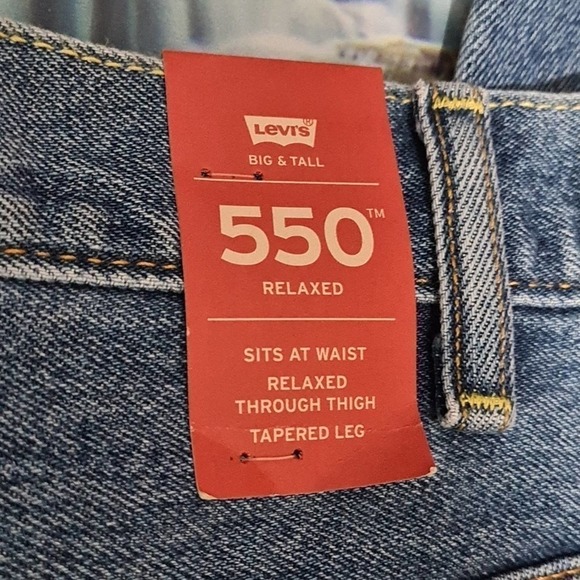 Levi's®
BIG & TALL
550™
RELAXED
SITS AT WAIST
RELAXED
THROUGH THIGH
TAPERED LEG